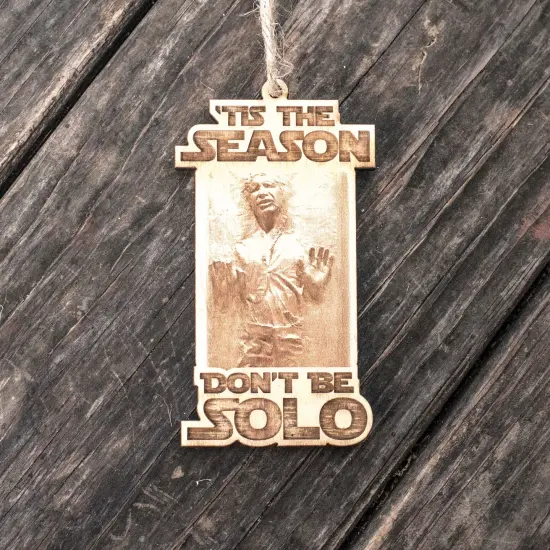 'TIS THE
SEASON
DON'T BE
SOLO